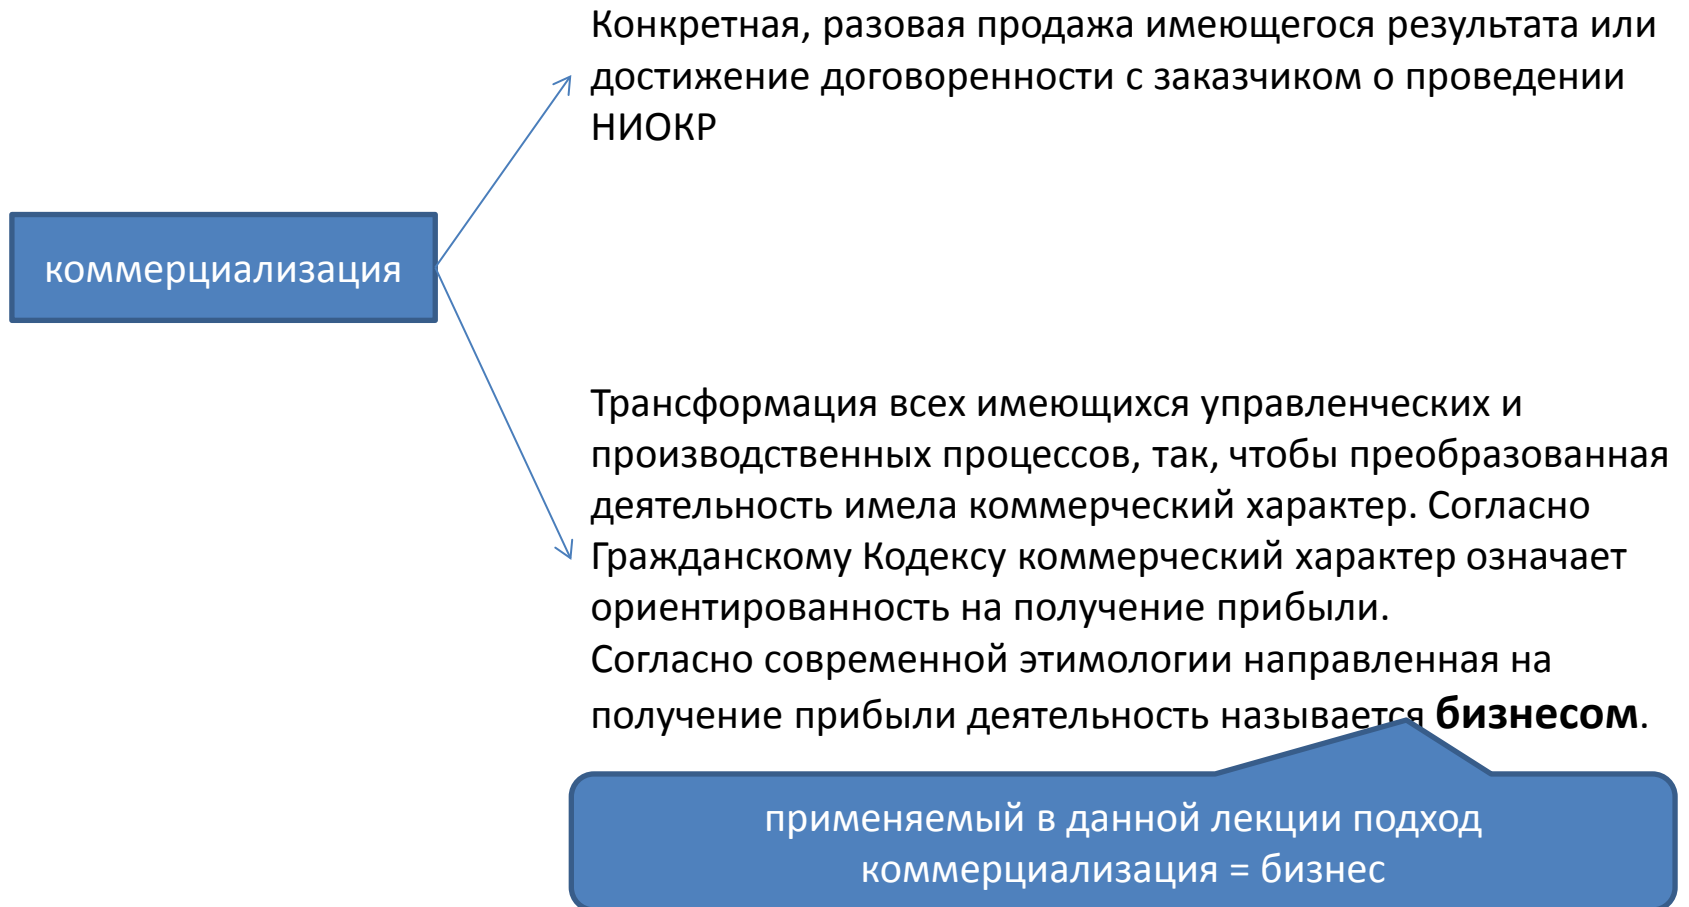 Конкретная, разовая продажа имеющегося результата или
достижение договоренности с заказчиком о проведении
НИОКР
коммерциализация
Трансформация всех имеющихся управленческих и
производственных процессов, так, чтобы преобразованная
деятельность имела коммерческий характер. Согласно
Гражданскому Кодексу коммерческий характер означает
ориентированность на получение прибыли.
Согласно современной этимологии направленная на
получение прибыли деятельность называется бизнесом.
применяемый в данной лекции подход
коммерциализация = бизнес